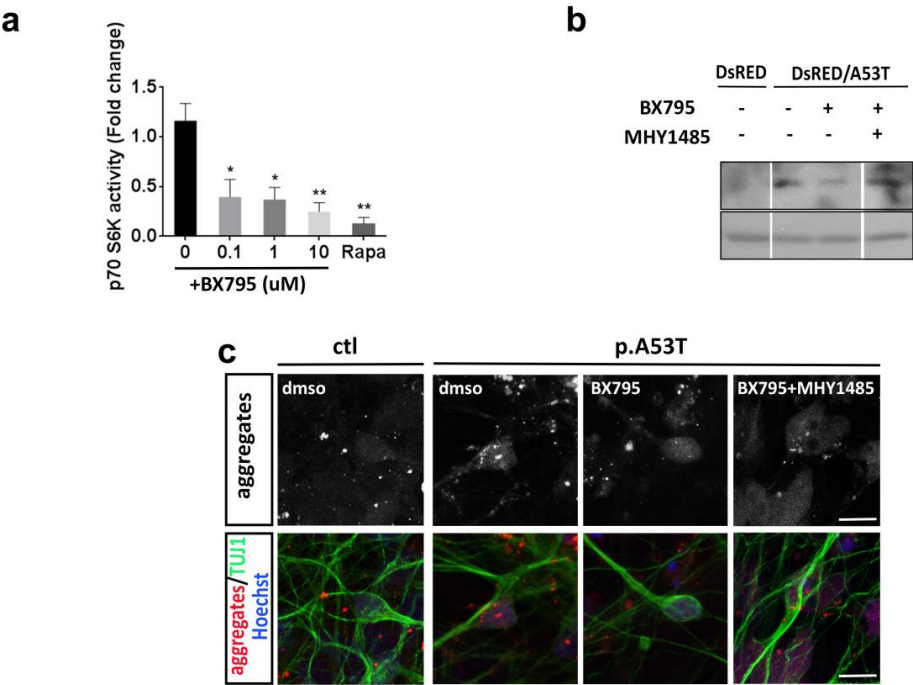 a
p70 S6K activity (Fold change)
1.5
1.0
0.5
0.0
*
*
**
**
0 0.1 1 10 Rapa
+BX795 (uM)
b
DsRED DsRED/A53T
BX795 - - + +
MHY1485 - - - +
c
ctl p.A53T
aggregates
dmso dmso BX795 BX795+MHY1485
aggregates/TUJ1
Hoechst